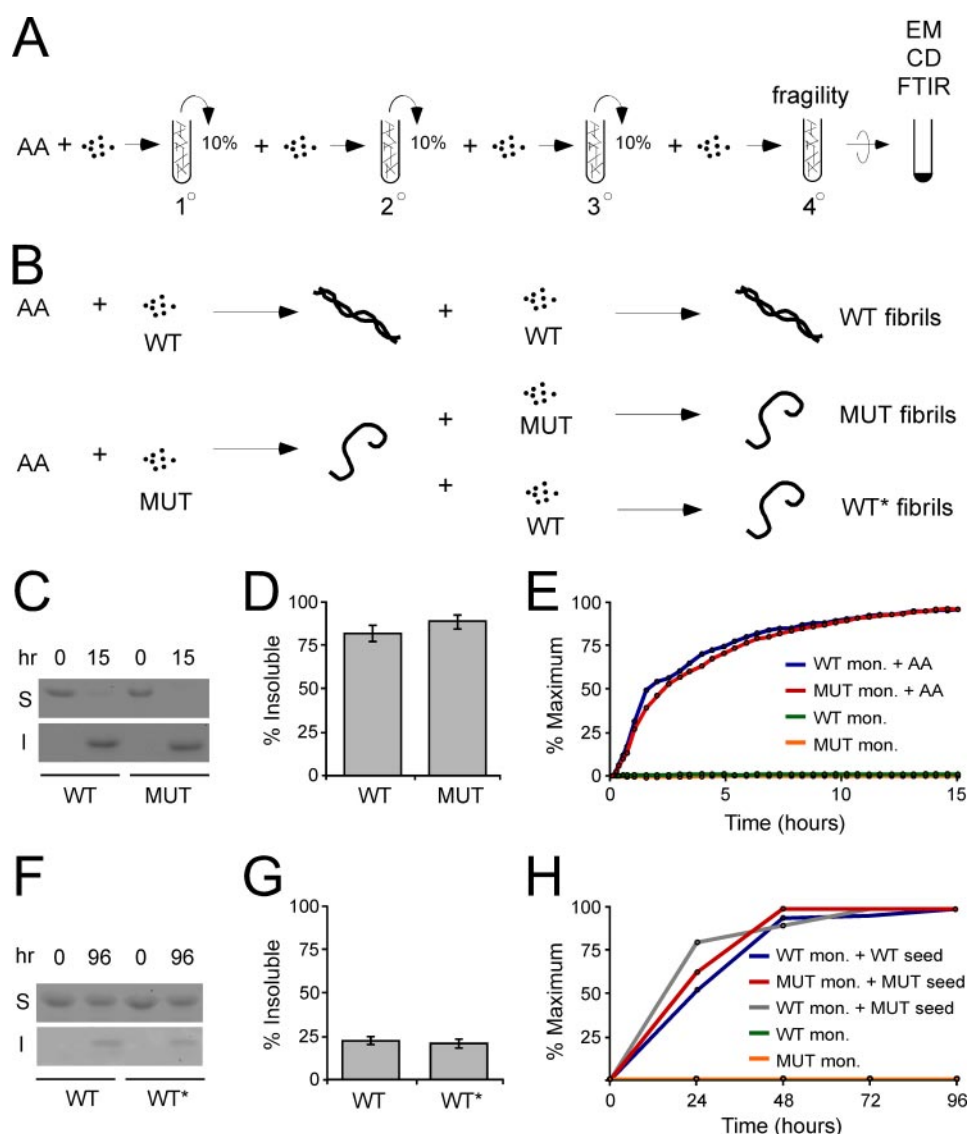 A
EM
CD
FTIR
fragility
AA + 10% + 10% + 10% +
1° 2° 3° 4°
B
AA + WT + WT WT fibrils
AA + MUT + MUT MUT fibrils
+ WT WT* fibrils
C
hr 0 15 0 15
S
I
WT MUT
D
% Insoluble
100
75
50
25
0
WT MUT
E
% Maximum
100
75
50
25
0
WT mon. + AA
MUT mon. + AA
WT mon.
MUT mon.
0 5 10 15
Time (hours)
F
hr 0 96 0 96
S
I
WT WT*
G
% Insoluble
100
75
50
25
0
WT WT*
H
% Maximum
100
75
50
25
0
WT mon. + WT seed
MUT mon. + MUT seed
WT mon. + MUT seed
WT mon.
MUT mon.
0 24 48 72 96
Time (hours)